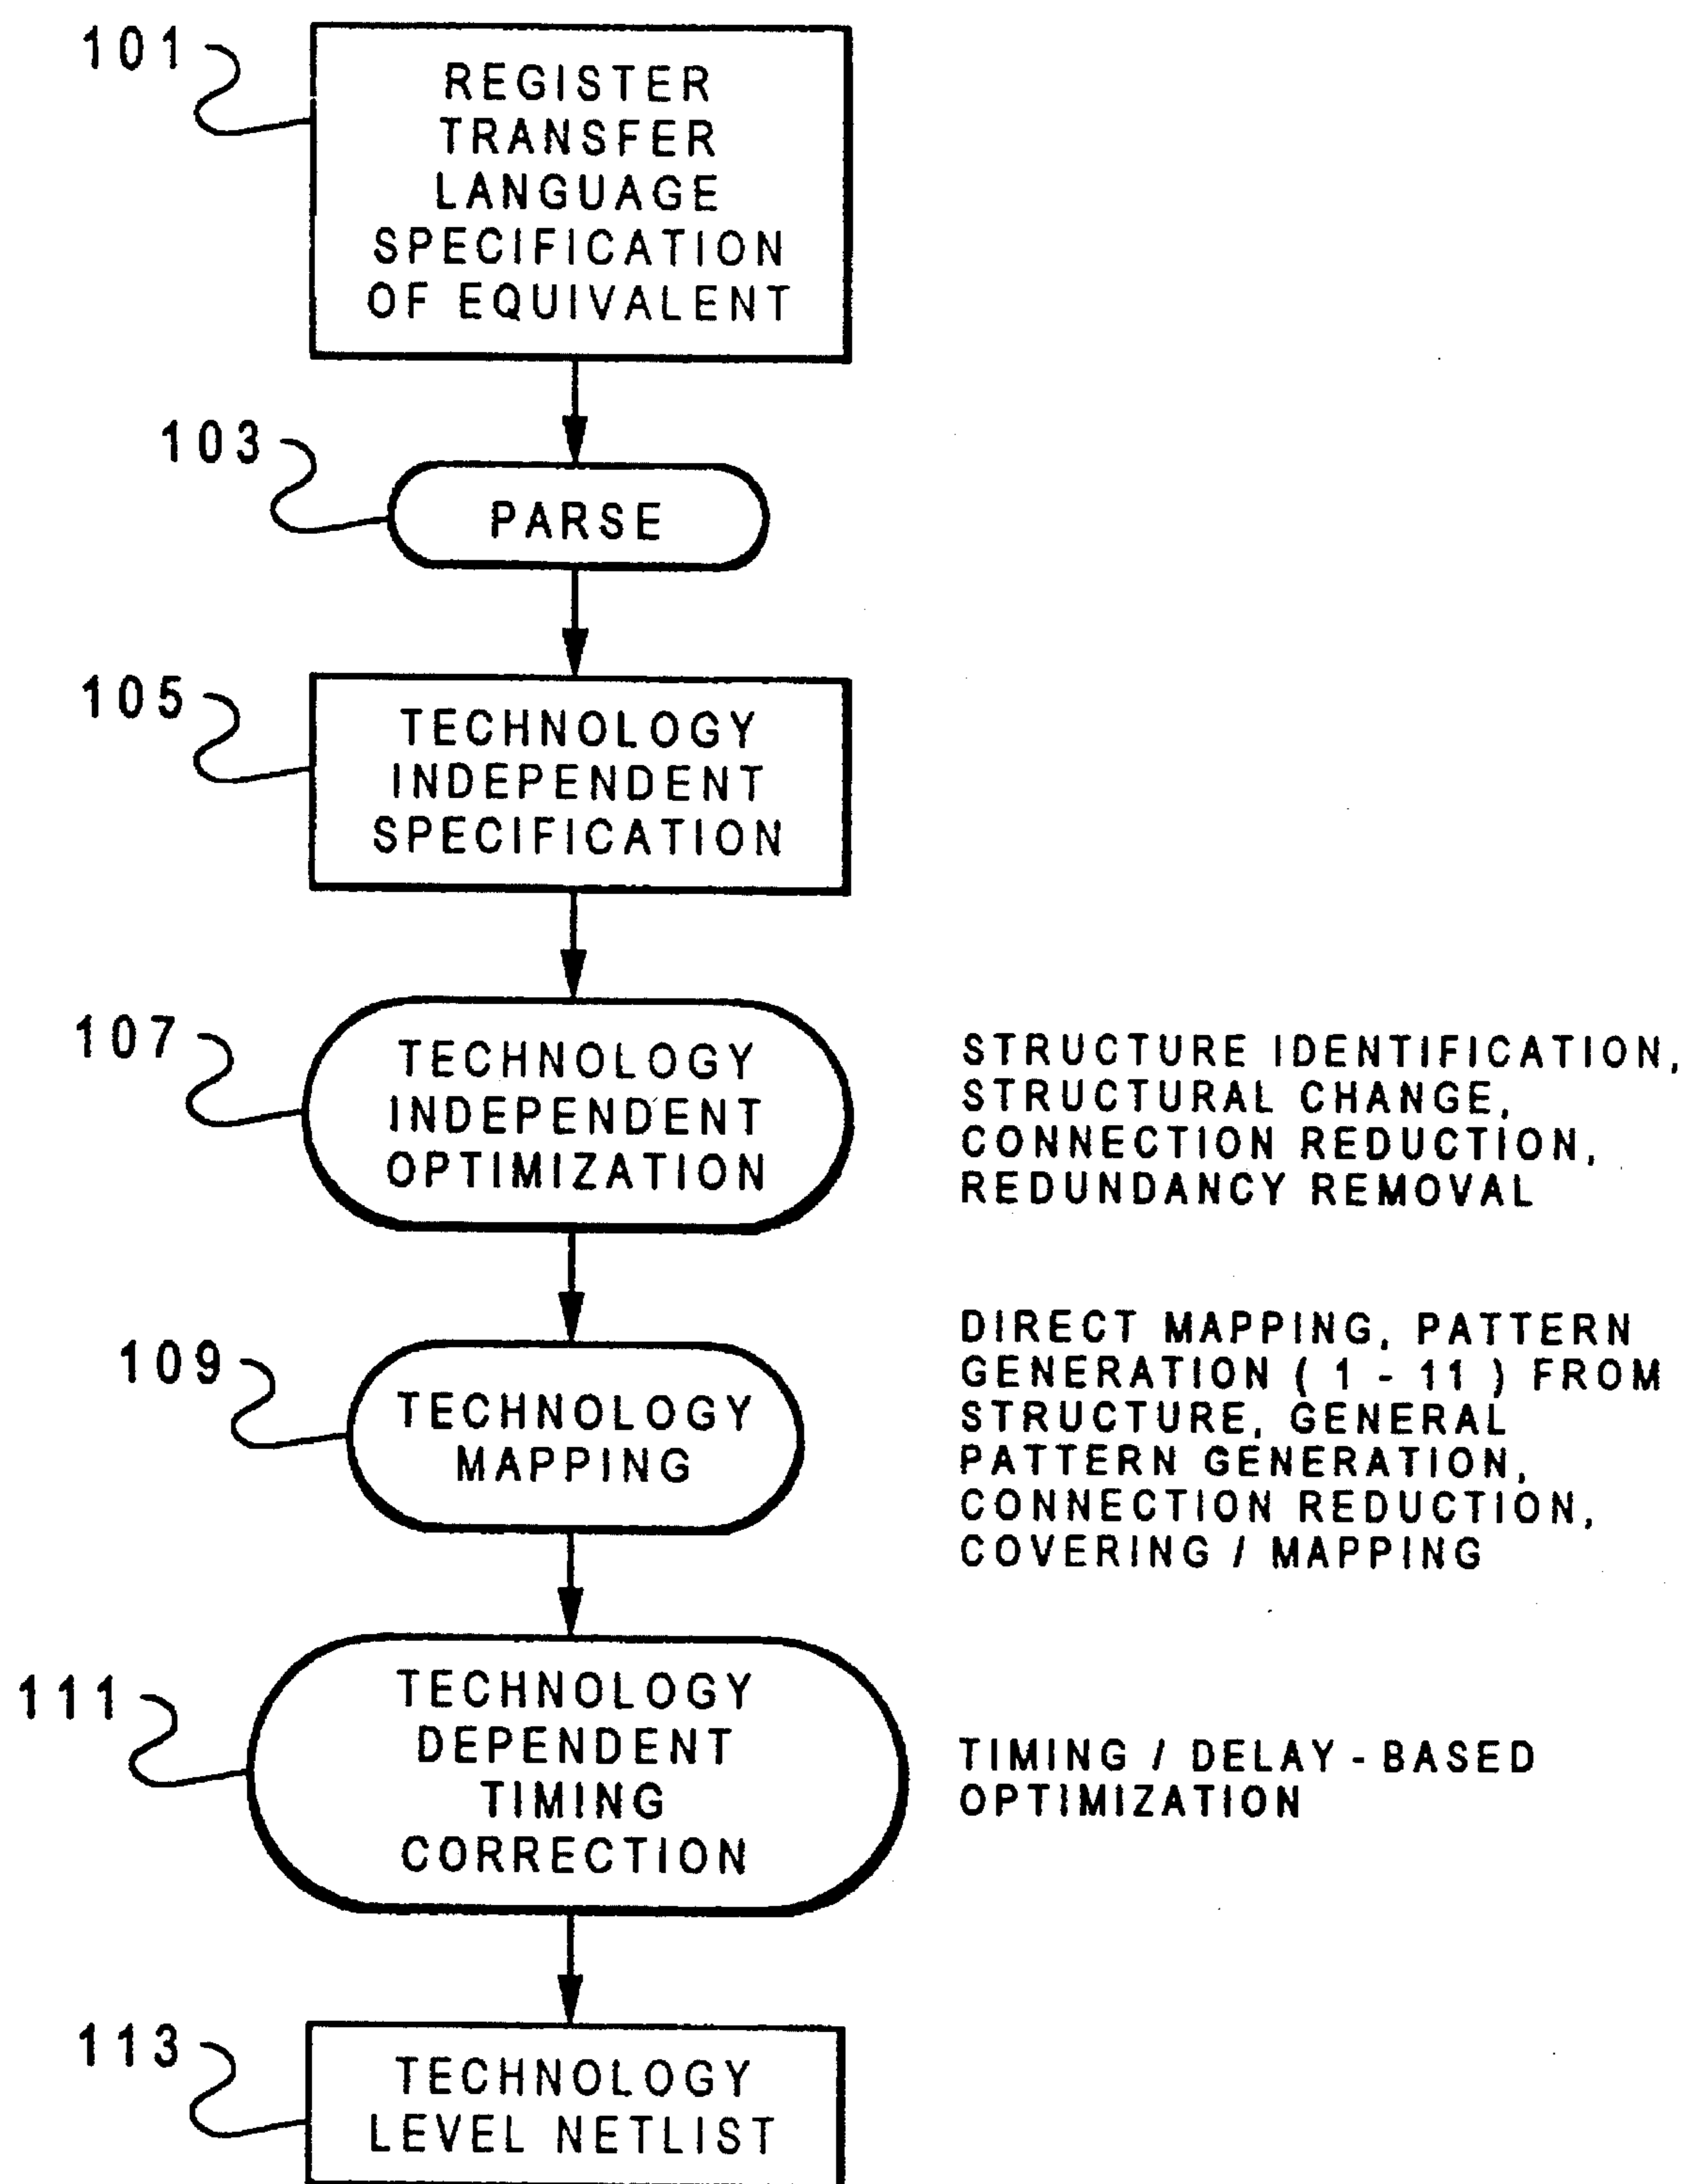 101
REGISTER
TRANSFER
LANGUAGE
SPECIFICATION
OF EQUIVALENT
103
PARSE
105
TECHNOLOGY
INDEPENDENT
SPECIFICATION
107
TECHNOLOGY
INDEPENDENT
OPTIMIZATION
STRUCTURE IDENTIFICATION,
STRUCTURAL CHANGE,
CONNECTION REDUCTION,
REDUNDANCY REMOVAL
109
TECHNOLOGY
MAPPING
DIRECT MAPPING, PATTERN
GENERATION ( 1 - 11 ) FROM
STRUCTURE, GENERAL
PATTERN GENERATION,
CONNECTION REDUCTION,
COVERING / MAPPING
111
TECHNOLOGY
DEPENDENT
TIMING
CORRECTION
TIMING / DELAY - BASED
OPTIMIZATION
113
TECHNOLOGY
LEVEL NETLIST